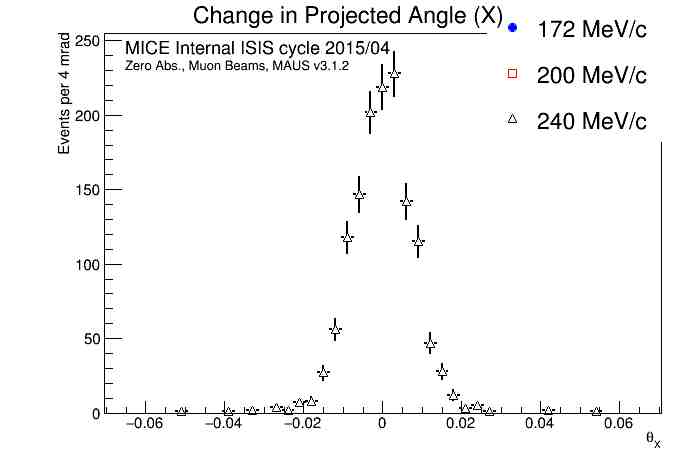 Change in Projected Angle (X)
MICE Internal ISIS cycle 2015/04
Zero Abs., Muon Beams, MAUS v3.1.2
172 MeV/c
200 MeV/c
240 MeV/c
Events per 4 mrad
250
200
150
100
50
0
−0.06 −0.04 −0.02 0 0.02 0.04 0.06
θX